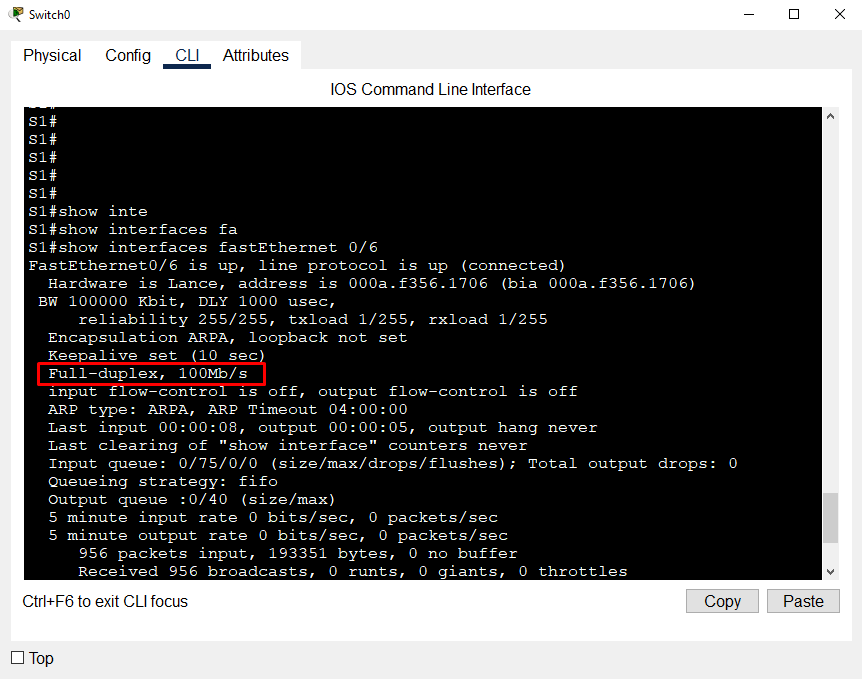 Switch0
Physical Config CLI Attributes
IOS Command Line Interface
S1#
S1#
S1#
S1#
S1#
S1#show inte
S1#show interfaces fa
S1#show interfaces fastEthernet 0/6
FastEthernet0/6 is up, line protocol is up (connected)
Hardware is Lance, address is 000a.f356.1706 (bia 000a.f356.1706)
BW 100000 Kbit, DLY 1000 usec,
reliability 255/255, txload 1/255, rxload 1/255
Encapsulation ARPA, loopback not set
Keepalive set (10 sec)
Full-duplex, 100Mb/s
input flow-control is off, output flow-control is off
ARP type: ARPA, ARP Timeout 04:00:00
Last input 00:00:08, output 00:00:05, output hang never
Last clearing of "show interface" counters never
Input queue: 0/75/0/0 (size/max/drops/flushes); Total output drops: 0
Queueing strategy: fifo
Output queue :0/40 (size/max)
5 minute input rate 0 bits/sec, 0 packets/sec
5 minute output rate 0 bits/sec, 0 packets/sec
956 packets input, 193351 bytes, 0 no buffer
Received 956 broadcasts, 0 runts, 0 giants, 0 throttles
Ctrl+F6 to exit CLI focus
Copy Paste
Top